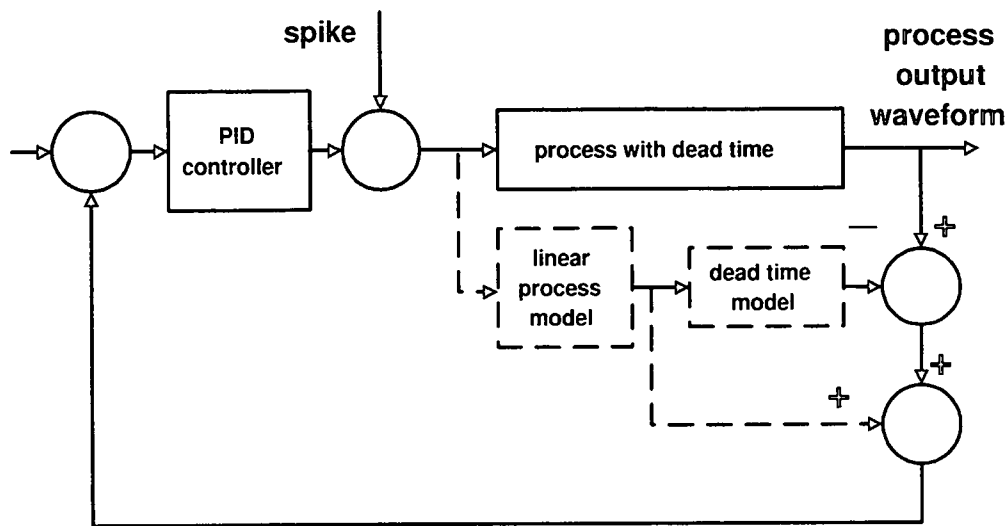 spike
process
output
waveform
PID
controller
process with dead time
— +
linear
process
model
dead time
model
+
+